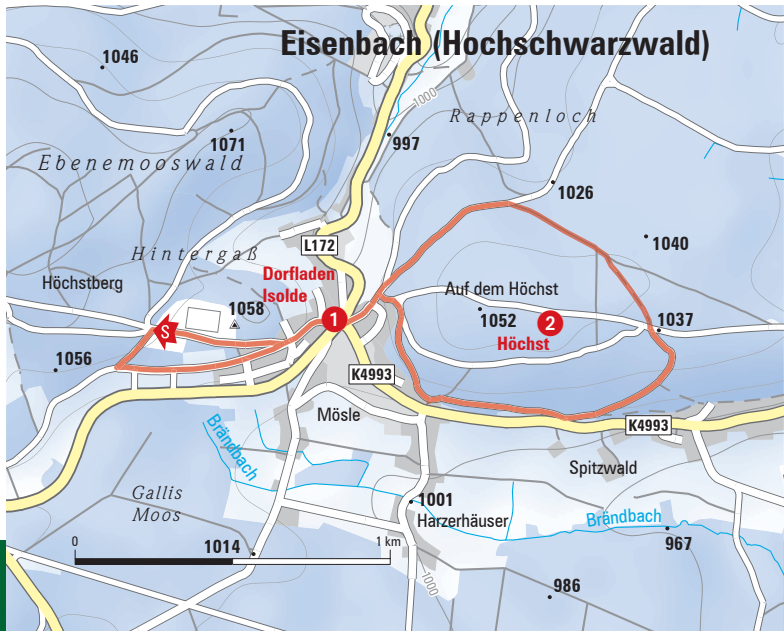 Eisenbach (Hochschwarzwald)
1046
1000
Rappenloch
997
1071
Ebenemooswald
1026
1040
Hintergaß
L172
Höchstberg
Dorfladen
Isolde
Auf dem Höchst
1058
1
1052
2
1037
S
Höchst
1056
K4993
Mösle
K4993
Brändbach
Spitzwald
Gallis
Moos
1001
Harzerhäuser
Brändbach
967
0
1014
1 km
1000
986